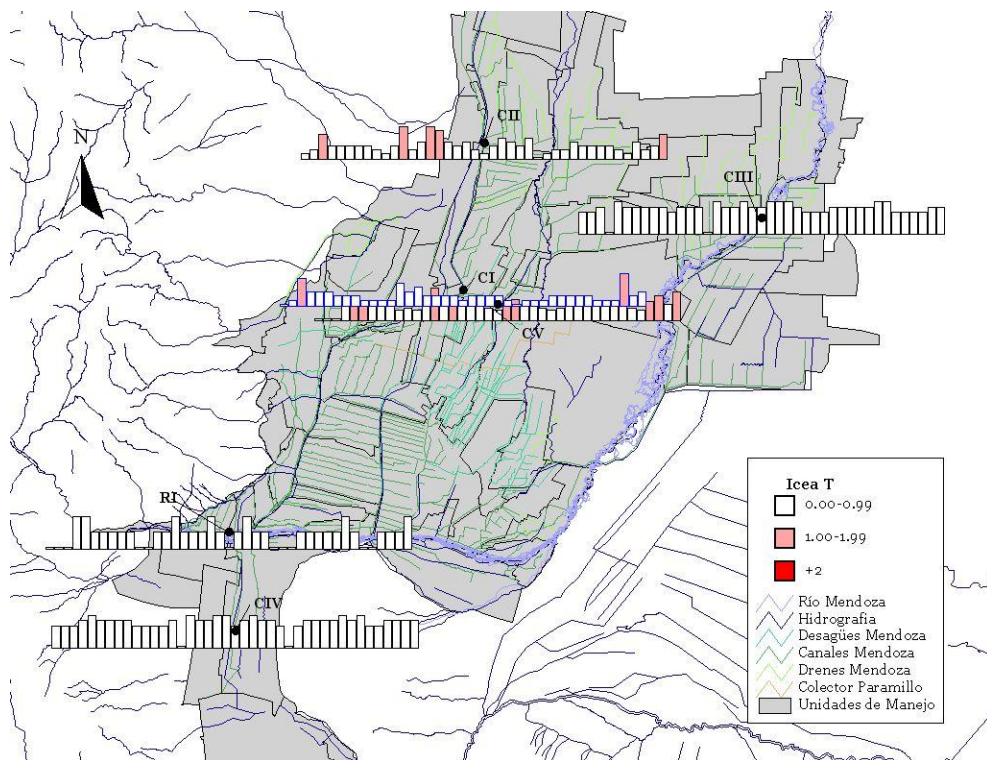 N
CII
CIII
CI
CV
RI
CIV
Icea T
0.00-0.99
1.00-1.99
+2
Río Mendoza
Hidrografia
Desagües Mendoza
Canales Mendoza
Drenes Mendoza
Colector Paramillo
Unidades de Manejo